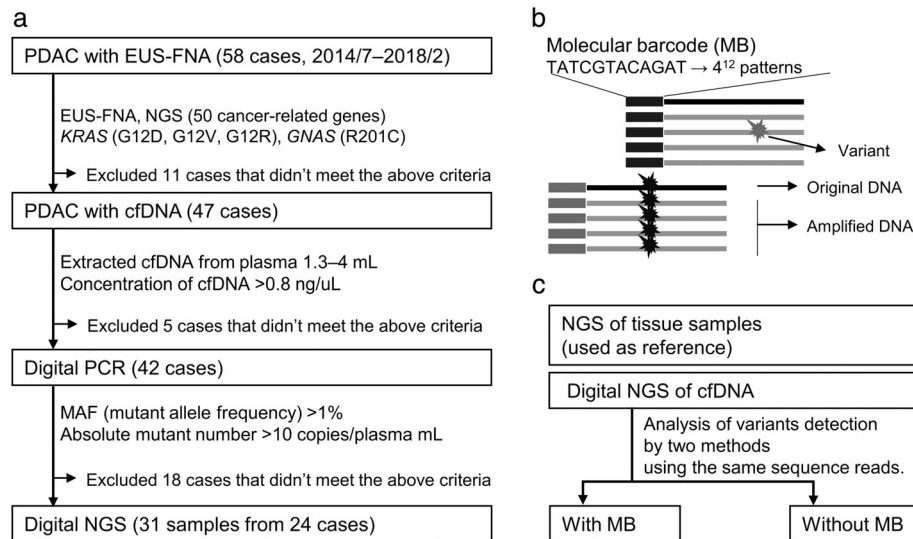 a
PDAC with EUS-FNA (58 cases, 2014/7–2018/2)
EUS-FNA, NGS (50 cancer-related genes)
KRAS (G12D, G12V, G12R), GNAS (R201C)
Excluded 11 cases that didn't meet the above criteria
PDAC with cfDNA (47 cases)
Extracted cfDNA from plasma 1.3–4 mL
Concentration of cfDNA >0.8 ng/uL
Excluded 5 cases that didn't meet the above criteria
Digital PCR (42 cases)
MAF (mutant allele frequency) >1%
Absolute mutant number >10 copies/plasma mL
Excluded 18 cases that didn't meet the above criteria
Digital NGS (31 samples from 24 cases)
b
Molecular barcode (MB)
TATCGTACAGAT → 4¹² patterns
Variant
Original DNA
Amplified DNA
c
NGS of tissue samples
(used as reference)
Digital NGS of cfDNA
Analysis of variants detection
by two methods
using the same sequence reads.
With MB
Without MB